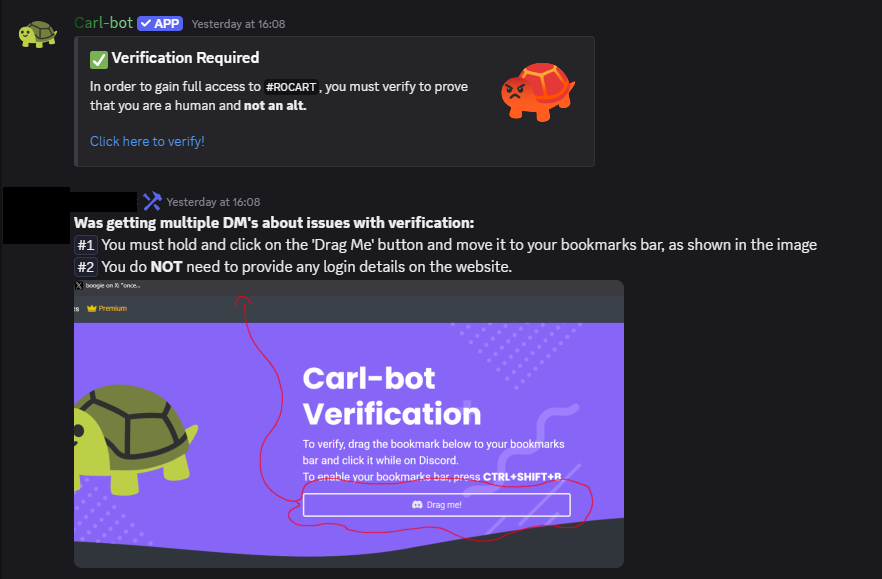 Carl-bot ✓ APP Yesterday at 16:08
Verification Required
In order to gain full access to #ROCART, you must verify to prove
that you are a human and not an alt.
Click here to verify!
Yesterday at 16:08
Was getting multiple DM's about issues with verification:
#1 You must hold and click on the 'Drag Me' button and move it to your bookmarks bar, as shown in the image
#2 You do NOT need to provide any login details on the website.
X boogie on X: "once...
es Premium
Carl-bot
Verification
To verify, drag the bookmark below to your bookmarks
bar and click it while on Discord.
To enable your bookmarks bar, press CTRL+SHIFT+B
Drag me!